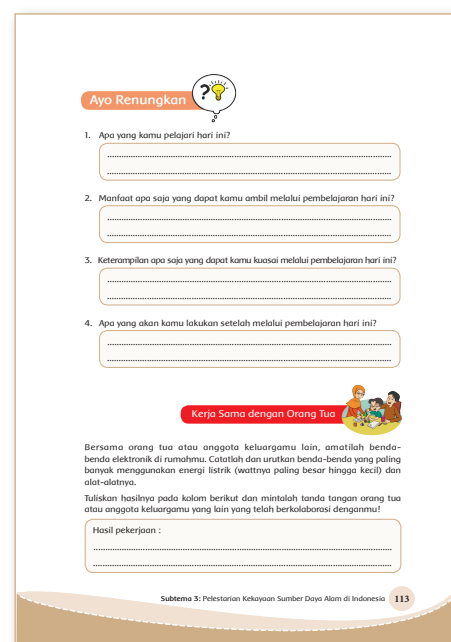 Ayo Renungkan
?
1. Apa yang kamu pelajari hari ini?
2. Manfaat apa saja yang dapat kamu ambil melalui pembelajaran hari ini?
3. Keterampilan apa saja yang dapat kamu kuasai melalui pembelajaran hari ini?
4. Apa yang akan kamu lakukan setelah melalui pembelajaran hari ini?
Kerja Sama dengan Orang Tua
Bersama orang tua atau anggota keluargamu lain, amatilah benda-
benda elektronik di rumahmu. Catatlah dan urutkan benda-benda yang paling
banyak menggunakan energi listrik (wattnya paling besar hingga kecil) dan
alat-alatnya.
Tuliskan hasilnya pada kolom berikut dan mintalah tanda tangan orang tua
atau anggota keluargamu yang lain yang telah berkolaborasi denganmu!
Hasil pekerjaan :
Subtema 3: Pelestarian Kekayaan Sumber Daya Alam di Indonesia 113